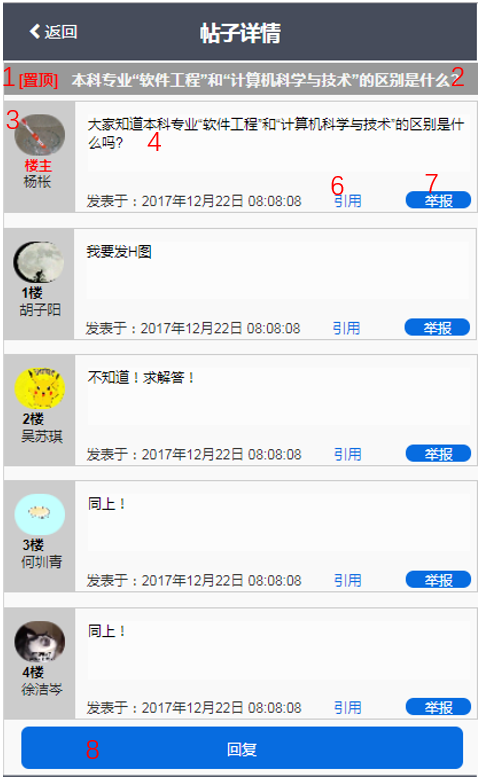 返回
帖子详情
1 [置顶] 本科专业“软件工程”和“计算机科学与技术”的区别是什么? 2
3
大家知道本科专业“软件工程”和“计算机科学与技术”的区别是什
么吗?
4
楼主
杨枨
6
7
发表于：2017年12月22日 08:08:08 引用 举报
我要发H图
1楼
胡子阳
发表于：2017年12月22日 08:08:08 引用 举报
不知道！求解答！
2楼
吴苏琪
发表于：2017年12月22日 08:08:08 引用 举报
同上！
3楼
何圳青
发表于：2017年12月22日 08:08:08 引用 举报
同上！
4楼
徐洁岑
发表于：2017年12月22日 08:08:08 引用 举报
8 回复